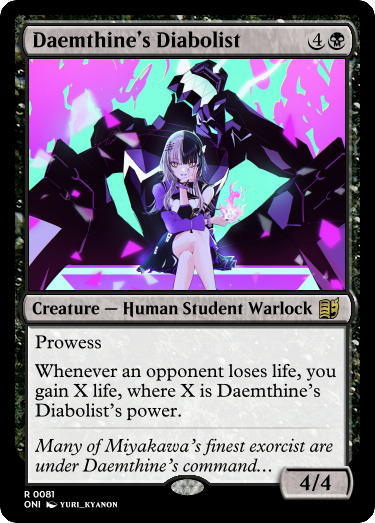 Daemthine's Diabolist 4
Creature — Human Student Warlock
Prowess
Whenever an opponent loses life, you
gain X life, where X is Daemthine's
Diabolist's power.
Many of Miyakawa's finest exorcist are
under Daemthine's command...
4/4
R 0081
ONI YURI_KYANON